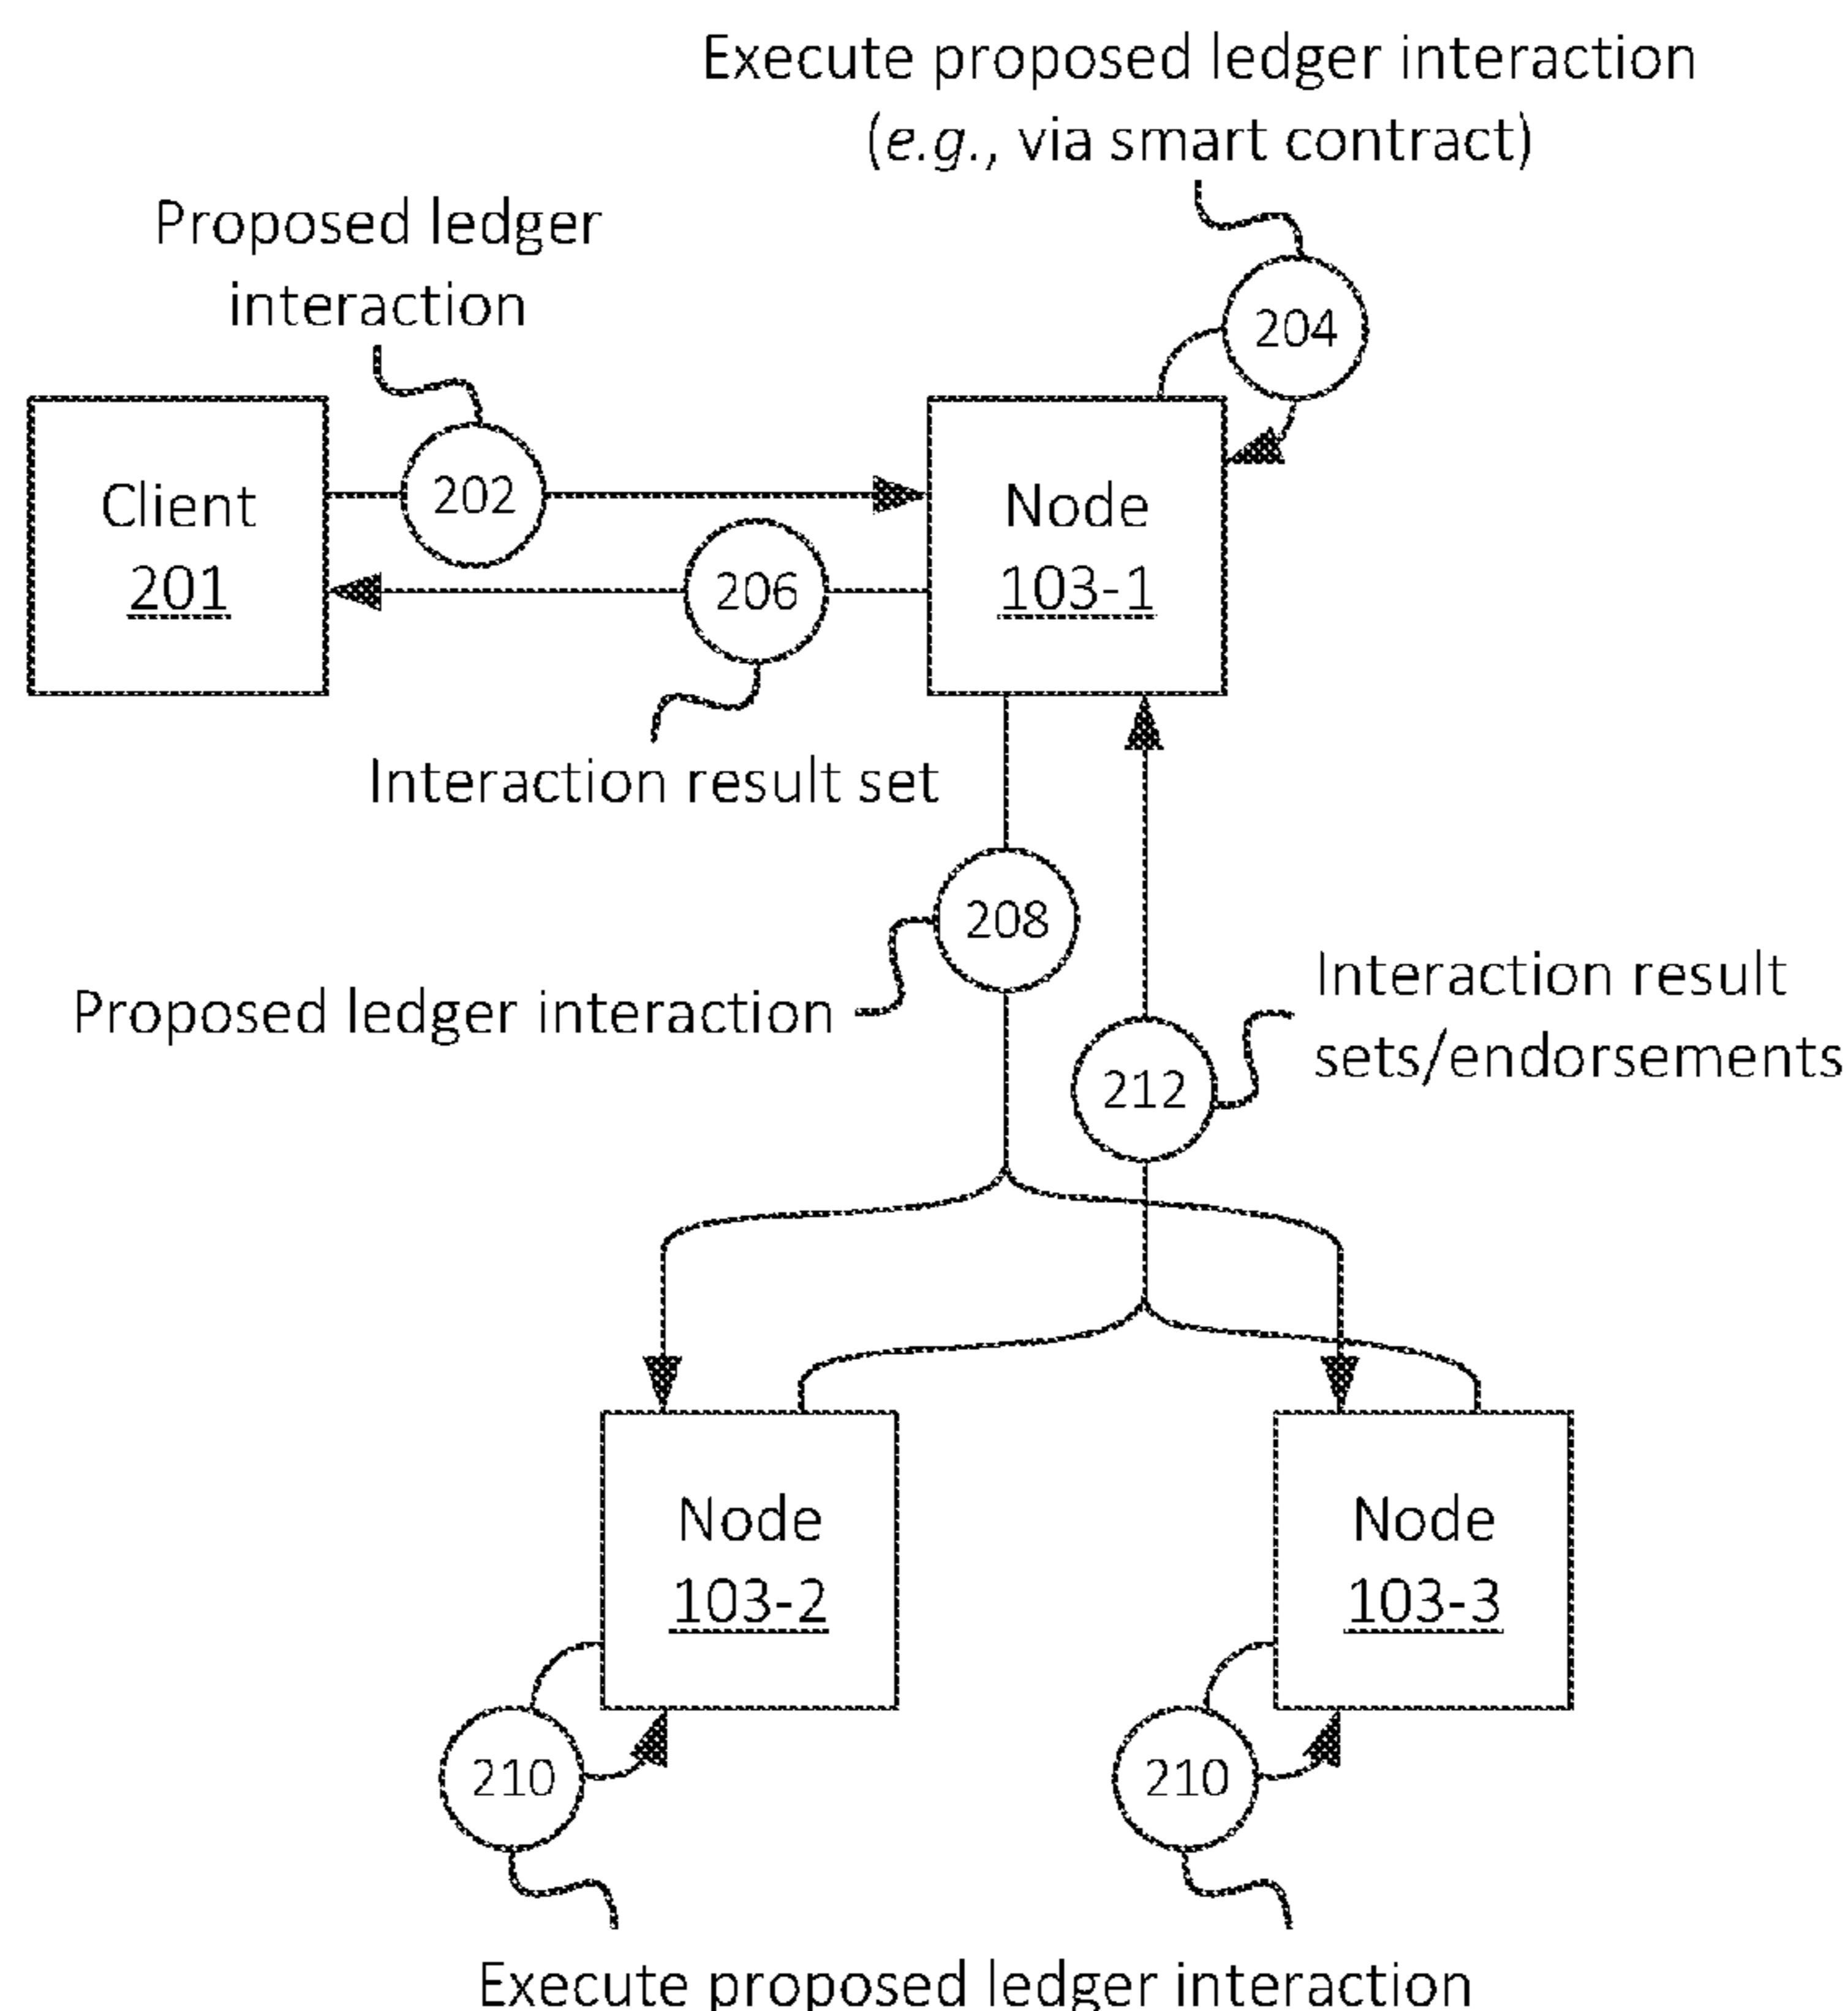 Execute proposed ledger interaction
(e.g., via smart contract)
Proposed ledger
interaction
204
Client
201
202
Node
103-1
206
Interaction result set
208
Proposed ledger interaction
Interaction result
sets/endorsements
212
Node
103-2
Node
103-3
210
210
Execute proposed ledger interaction